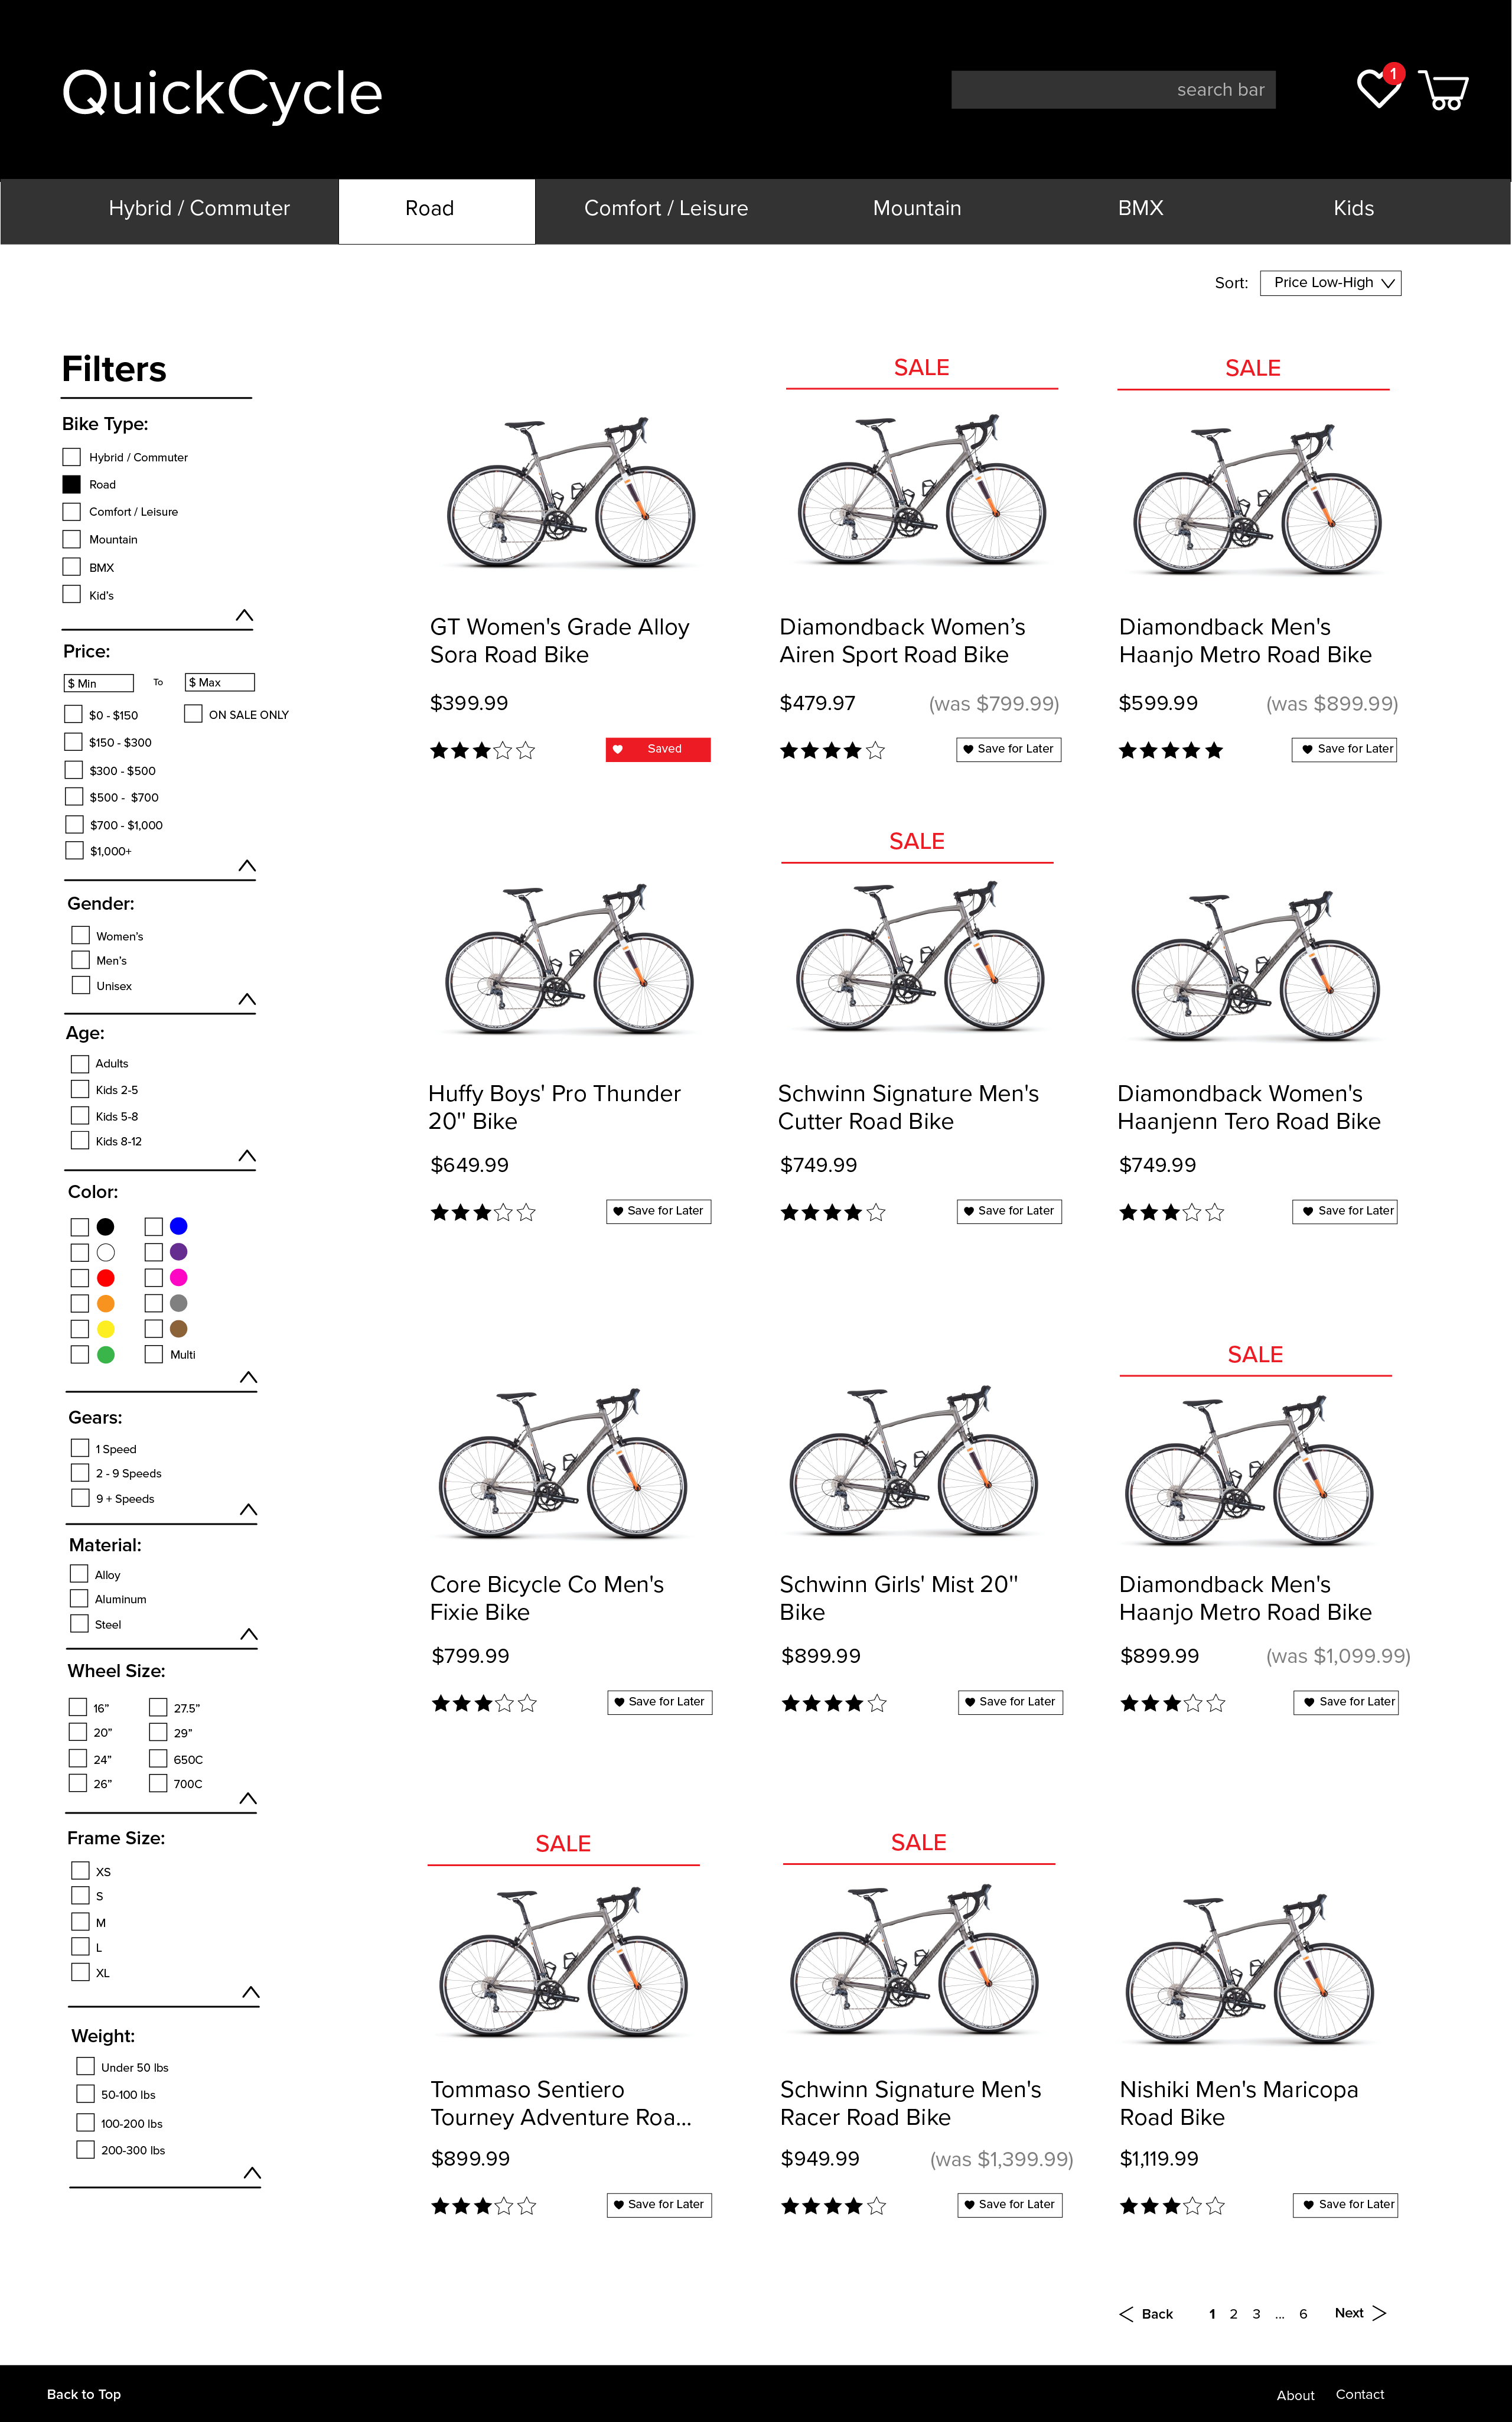 QuickCycle
search bar
1
Hybrid / Commuter
Road
Comfort / Leisure
Mountain
BMX
Kids
Sort:
Price Low-High
Filters
Bike Type:
Hybrid / Commuter
Road
Comfort / Leisure
Mountain
BMX
Kid's
Price:
$ Min
To
$ Max
$0 - $150
ON SALE ONLY
$150 - $300
$300 - $500
$500 - $700
$700 - $1,000
$1,000+
Gender:
Women's
Men's
Unisex
Age:
Adults
Kids 2-5
Kids 5-8
Kids 8-12
Color:
Multi
Gears:
1 Speed
2 - 9 Speeds
9 + Speeds
Material:
Alloy
Aluminum
Steel
Wheel Size:
16”
27.5”
20”
29”
24”
650C
26”
700C
Frame Size:
XS
S
M
L
XL
Weight:
Under 50 lbs
50-100 lbs
100-200 lbs
200-300 lbs
GT Women's Grade Alloy
Sora Road Bike
$399.99
Saved
SALE
Diamondback Women’s
Airen Sport Road Bike
$479.97
(was $799.99)
Save for Later
SALE
Diamondback Men's
Haanjo Metro Road Bike
$599.99
(was $899.99)
Save for Later
Huffy Boys' Pro Thunder
20" Bike
$649.99
Save for Later
SALE
Schwinn Signature Men's
Cutter Road Bike
$749.99
Save for Later
Diamondback Women's
Haanjenn Tero Road Bike
$749.99
Save for Later
Core Bicycle Co Men's
Fixie Bike
$799.99
Save for Later
Schwinn Girls' Mist 20"
Bike
$899.99
Save for Later
SALE
Diamondback Men's
Haanjo Metro Road Bike
$899.99
(was $1,099.99)
Save for Later
SALE
Tommaso Sentiero
Tourney Adventure Roa...
$899.99
Save for Later
SALE
Schwinn Signature Men's
Racer Road Bike
$949.99
(was $1,399.99)
Save for Later
Nishiki Men's Maricopa
Road Bike
$1,119.99
Save for Later
Back
1 2 3 ... 6
Next
Back to Top
About
Contact